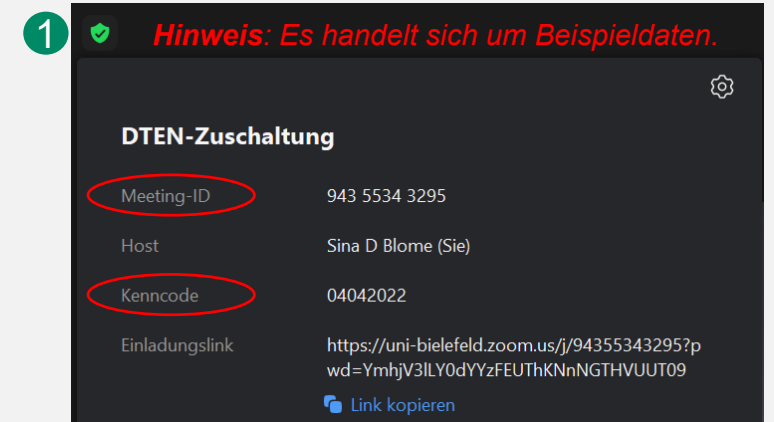 1
Hinweis: Es handelt sich um Beispieldaten.
DTEN-Zuschaltung
Meeting-ID 943 5534 3295
Host Sina D Blome (Sie)
Kenncode 04042022
Einladungslink https://uni-bielefeld.zoom.us/j/94355343295?p
wd=YmhjV3lLY0dYYzFEUThKNnNGTHVUUT09
Link kopieren